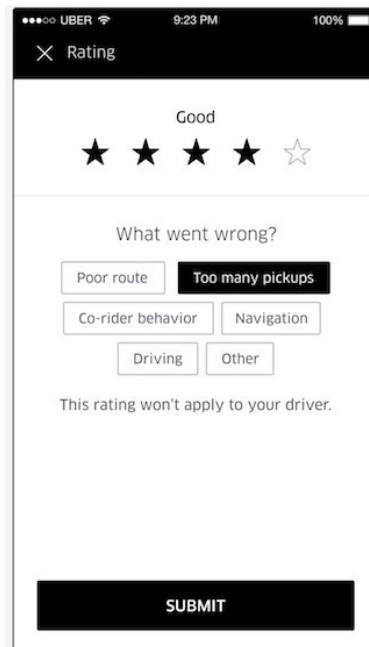 UBER 9:23 PM 100%
Rating
Good
What went wrong?
Poor route Too many pickups
Co-rider behavior Navigation
Driving Other
This rating won't apply to your driver.
SUBMIT